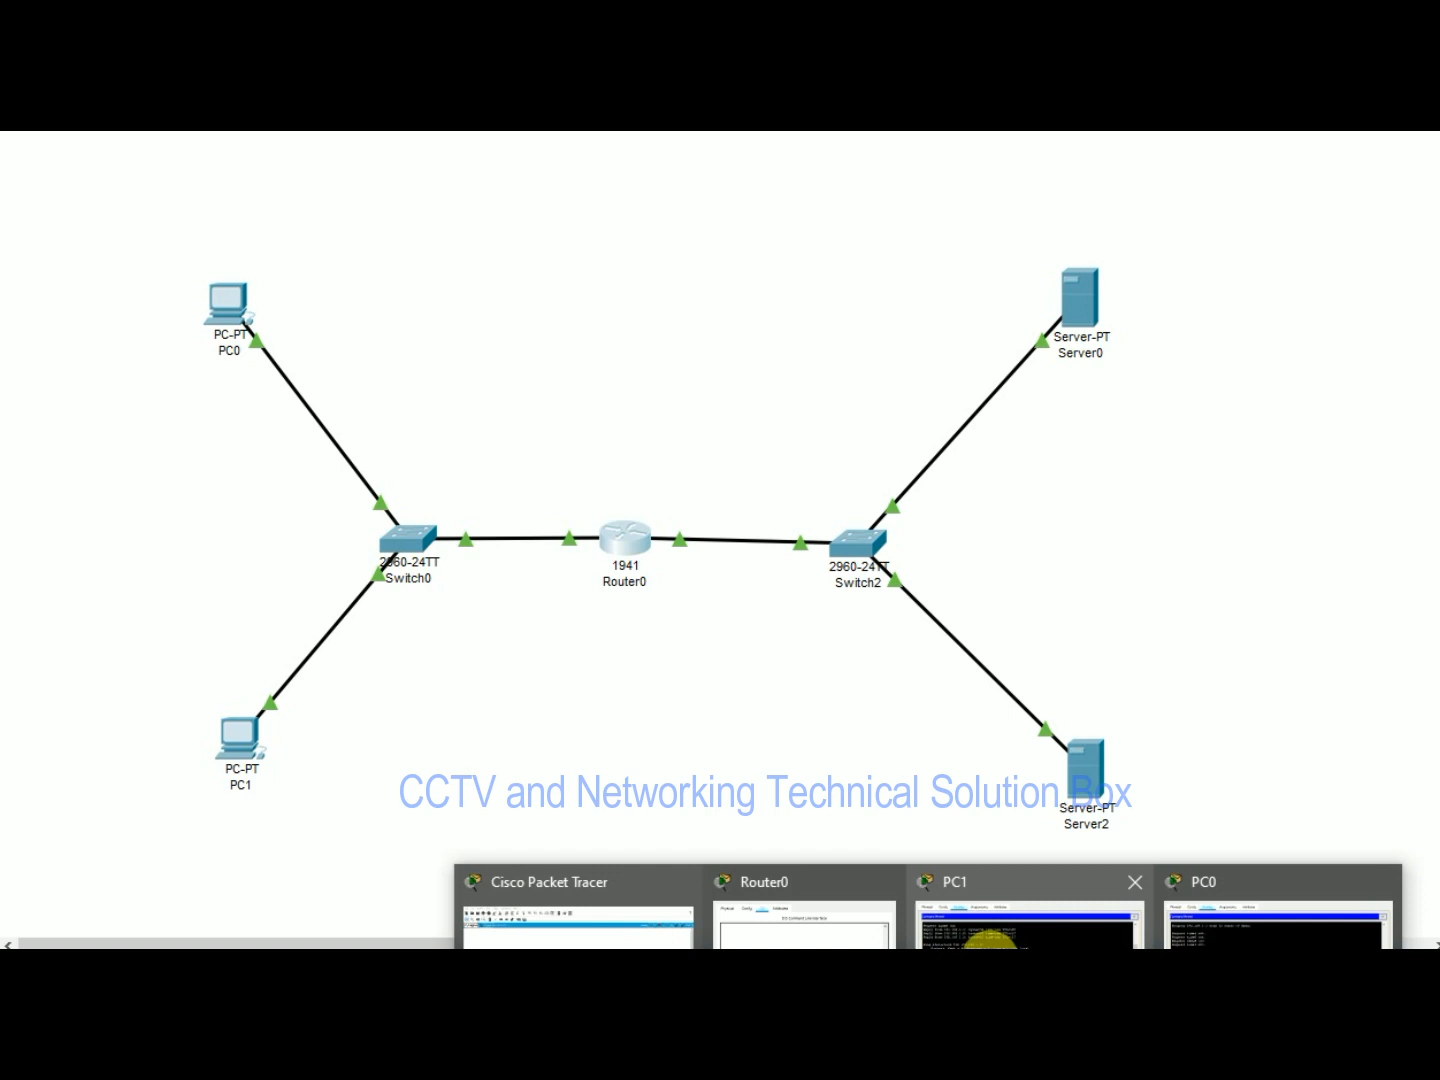 PC-PT
PC0
Server-PT
Server0
2960-24TT
Switch0
1941
Router0
2960-24TT
Switch2
PC-PT
PC1
CCTV and Networking Technical Solution Box
Server-PT
Server2
Cisco Packet Tracer
Router0
PC1
PC0